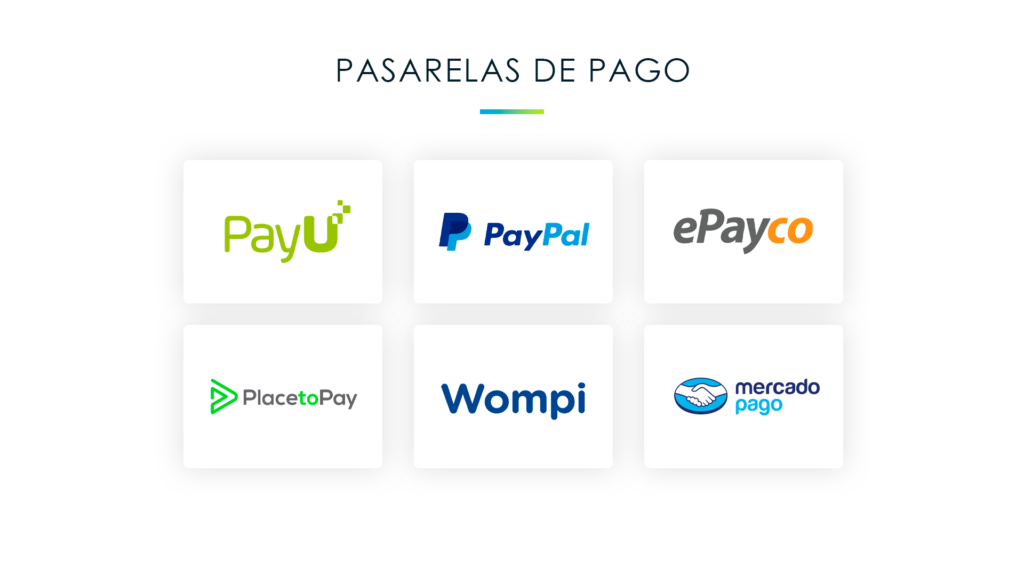 PASARELAS DE PAGO
PayU
PayPal
ePayco
PlacetoPay
Wompi
mercado
pago